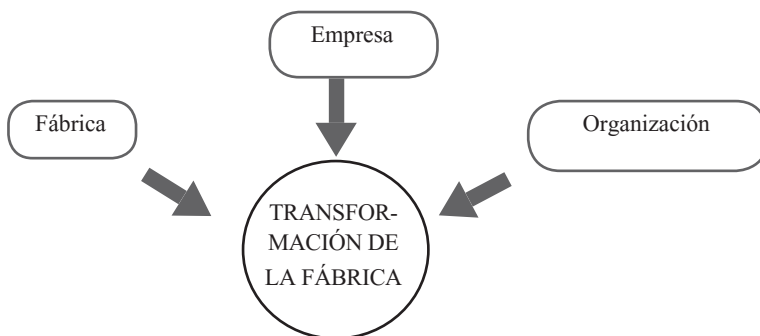 Empresa
Fábrica
Organización
TRANSFOR-
MACIÓN DE
LA FÁBRICA